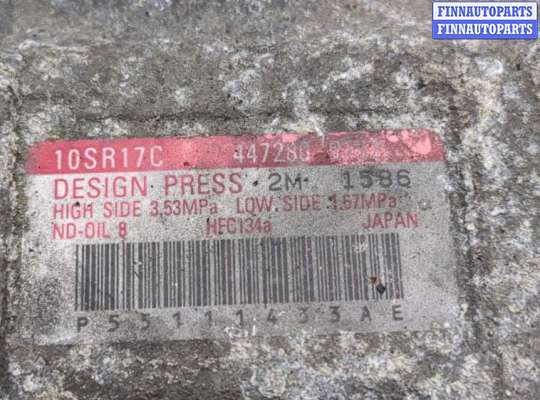 FINNAUTOPARTS
FINNAUTOPARTS
10SR17C
DESIGN PRESS 2M 1586
HIGH SIDE 3.53MPa LOW SIDE 1.67MPa
ND-OIL 8 HFC134a JAPAN
P55111433AE